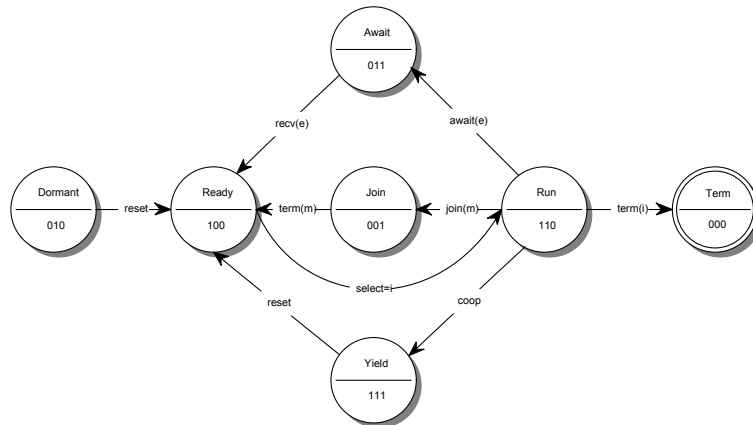 Await
011
recv(e)
await(e)
Dormant
010
reset
Ready
100
term(m)
Join
001
join(m)
Run
110
term(i)
Term
000
select=i
reset
coop
Yield
111